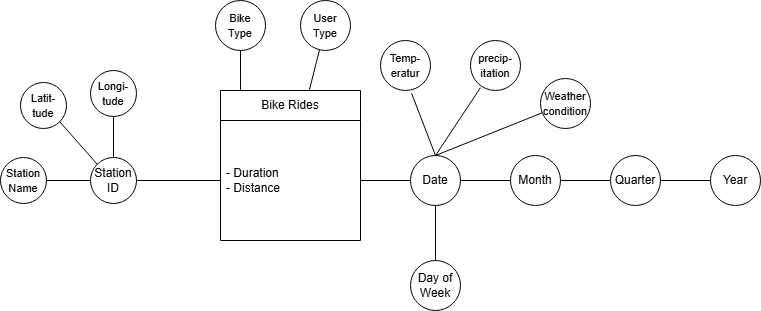 Bike
Type
User
Type
Temp-
eratur
precip-
itation
Weather
condition
Latit-
tude
Longi-
tude
Bike Rides
Station
Name
Station
ID
- Duration
- Distance
Date
Month
Quarter
Year
Day of
Week